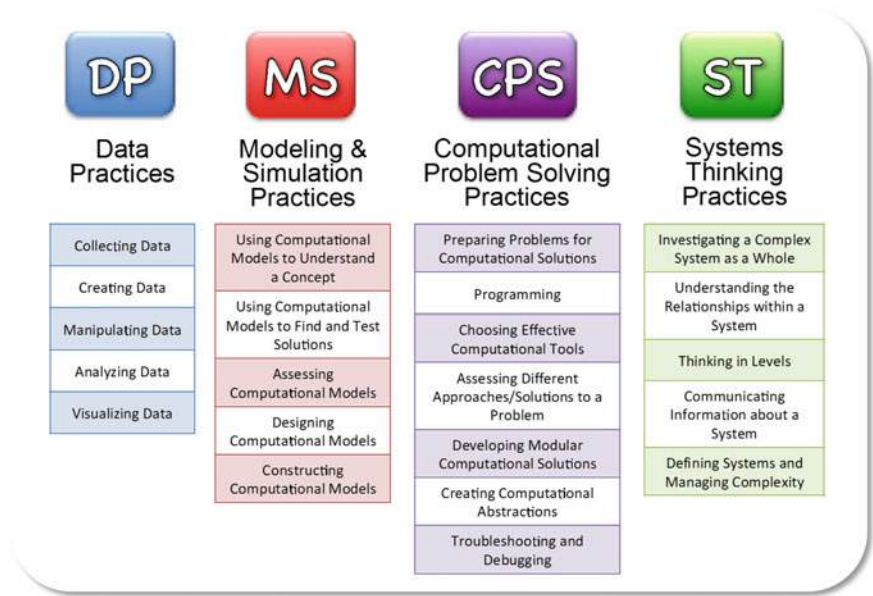 DP
Data
Practices
Collecting Data
Creating Data
Manipulating Data
Analyzing Data
Visualizing Data
MS
Modeling &
Simulation
Practices
Using Computational
Models to Understand
a Concept
Using Computational
Models to Find and Test
Solutions
Assessing
Computational Models
Designing
Computational Models
Constructing
Computational Models
CPS
Computational
Problem Solving
Practices
Preparing Problems for
Computational Solutions
Programming
Choosing Effective
Computational Tools
Assessing Different
Approaches/Solutions to a
Problem
Developing Modular
Computational Solutions
Creating Computational
Abstractions
Troubleshooting and
Debugging
ST
Systems
Thinking
Practices
Investigating a Complex
System as a Whole
Understanding the
Relationships within a
System
Thinking in Levels
Communicating
Information about a
System
Defining Systems and
Managing Complexity